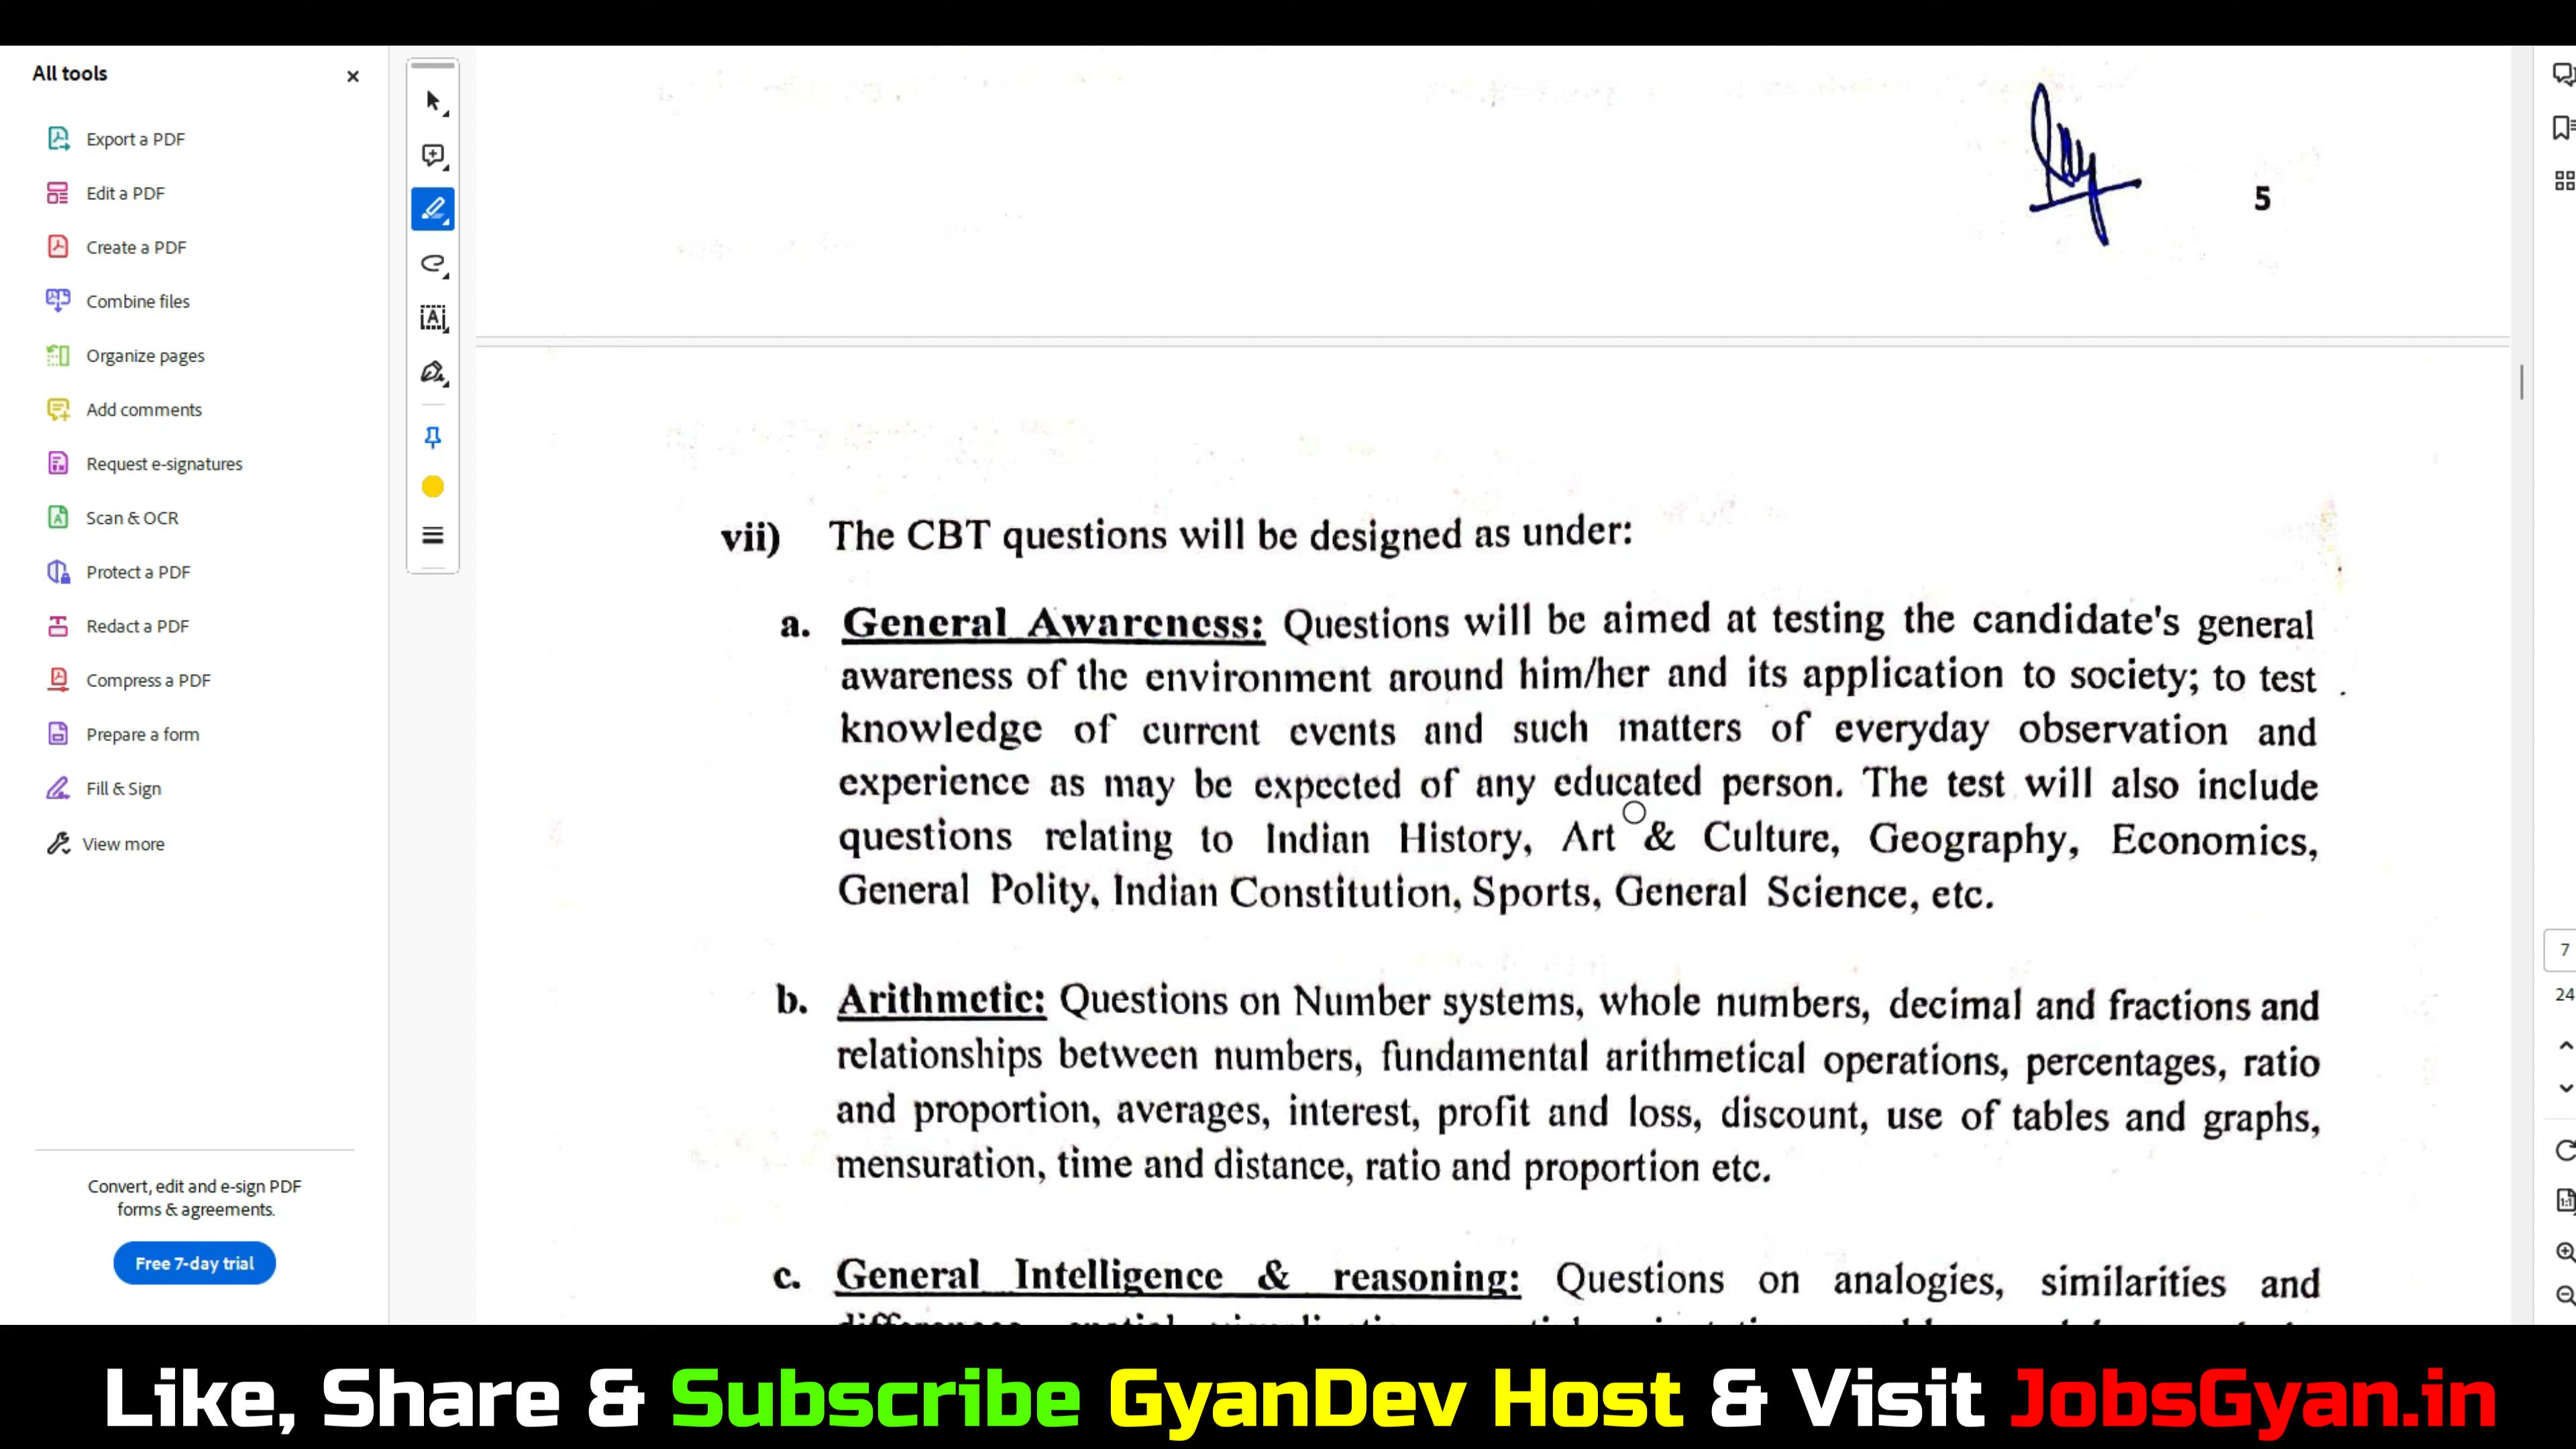 All tools
Export a PDF
Edit a PDF
Create a PDF
Combine files
Organize pages
Add comments
Request e-signatures
Scan & OCR
Protect a PDF
Redact a PDF
Compress a PDF
Prepare a form
Fill & Sign
View more
Convert, edit and e-sign PDF
forms & agreements.
Free 7-day trial
5
vii) The CBT questions will be designed as under:
a. General Awareness: Questions will be aimed at testing the candidate's general
awareness of the environment around him/her and its application to society; to test
knowledge of current events and such matters of everyday observation and
experience as may be expected of any educated person. The test will also include
questions relating to Indian History, Art & Culture, Geography, Economics,
General Polity, Indian Constitution, Sports, General Science, etc.
b. Arithmetic: Questions on Number systems, whole numbers, decimal and fractions and
relationships between numbers, fundamental arithmetical operations, percentages, ratio
and proportion, averages, interest, profit and loss, discount, use of tables and graphs,
mensuration, time and distance, ratio and proportion etc.
c. General Intelligence & reasoning: Questions on analogies, similarities and
7
24
Like, Share & Subscribe GyanDev Host & Visit JobsGyan.in